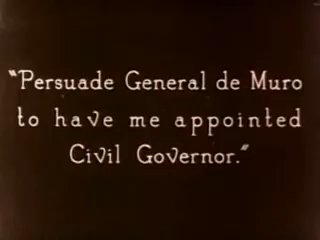 "Persuade General de Muro
to have me appointed
Civil Governor."